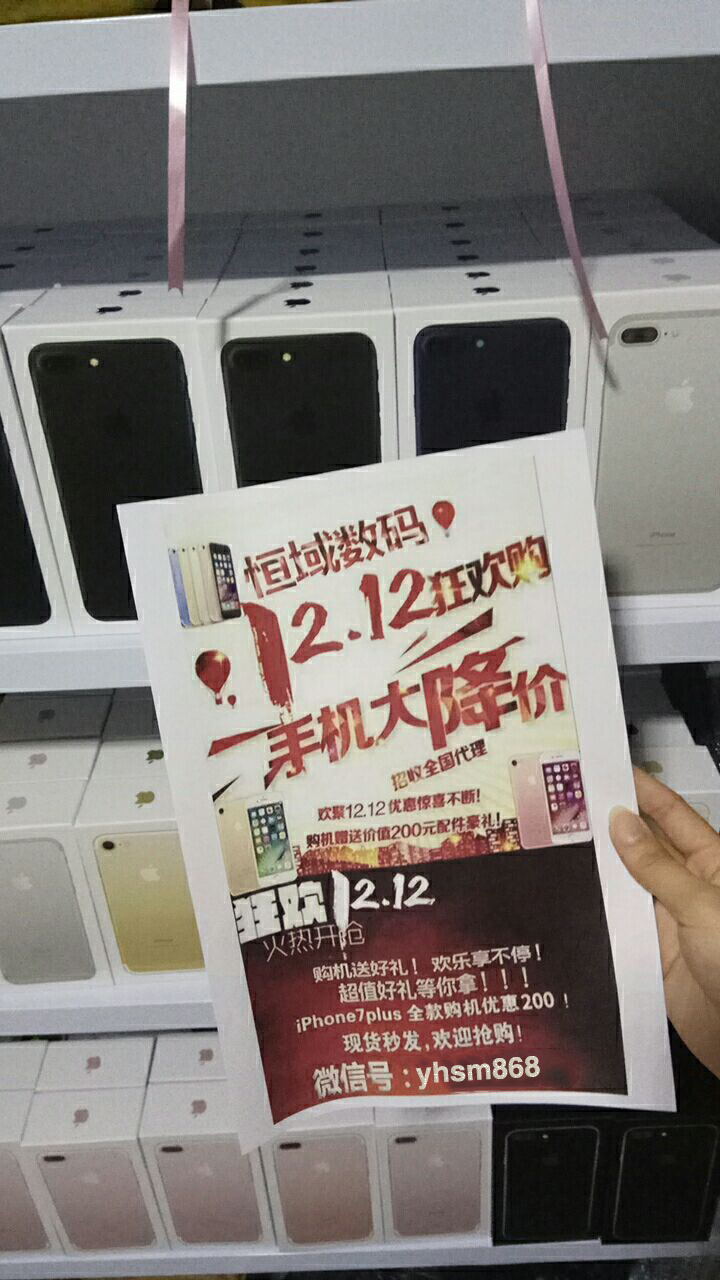 恒域数码
12.12狂欢购
手机大降价
招收全国代理
欢聚12.12优惠惊喜不断!
购机赠送价值200元配件豪礼!
狂欢12.12
火热开抢
购机送好礼！欢乐享不停！
超值好礼等你拿！！！
iPhone7plus 全款购机优惠200！
现货秒发,欢迎抢购!
微信号:yhsm868